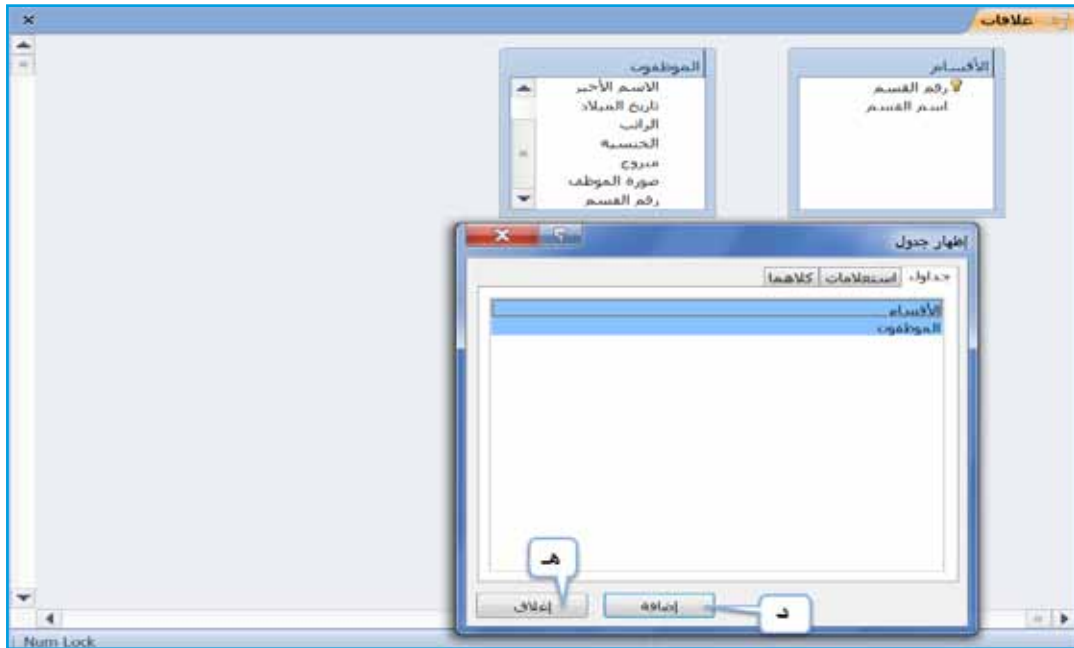 علاقات
الأقسام
رقم القسم
اسم القسم
الموظفون
الاسم الأخير
تاريخ الميلاد
الراتب
الجنسية
متزوج
صورة الموظف
رقم القسم
إظهار جدول
جداول استعلامات كلاهما
الأقسام
الموظفون
هـ
إضافة إغلاق
د
Num Lock